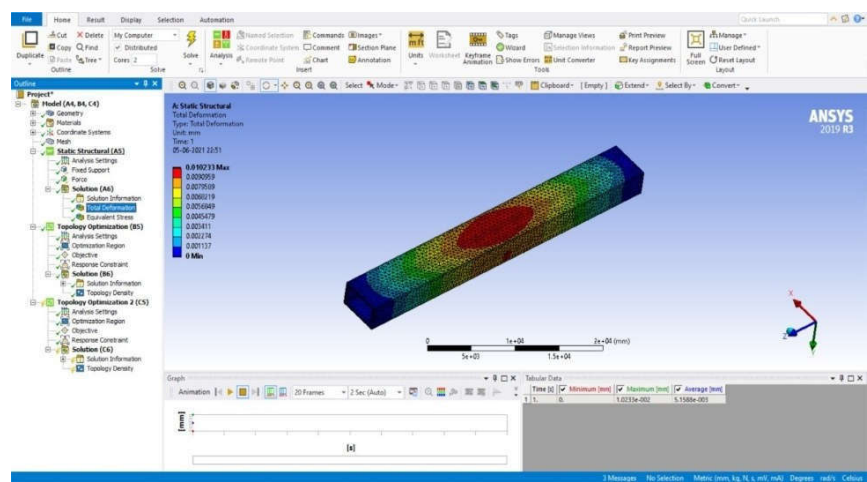 File Home Result Display Selection Automation Quick Launch
Duplicate Cut Delete Copy Find Paste Tree
Outline
My Computer
Distributed
Cores 2
Solve
Solve
Analysis
Named Selection Commands Images
Coordinate System Comment Section Plane
Remote Point Chart Annotation
Insert
Units Worksheet Keyframe Animation
Tags
Wizard
Show Errors
Manage Views
Selection Information
Unit Converter
Print Preview
Report Preview
Key Assignments
Tools
Full Screen
Manage
User Defined
Reset Layout
Layout
Outline
Select Mode Clipboard [Empty] Extend Select By Convert
Project*
Model (A4, B4, C4)
Geometry
Materials
Coordinate Systems
Mesh
Static Structural (A5)
Analysis Settings
Fixed Support
Force
Solution (A6)
Solution Information
Total Deformation
Equivalent Stress
Topology Optimization (B5)
Analysis Settings
Optimization Region
Objective
Response Constraint
Solution (B6)
Solution Information
Topology Density
Topology Optimization 2 (C5)
Analysis Settings
Optimization Region
Objective
Response Constraint
Solution (C6)
Solution Information
Topology Density
A: Static Structural
Total Deformation
Type: Total Deformation
Unit: mm
Time: 1
05-06-2021 22:51
0.010233 Max
0.0090959
0.0079589
0.0068219
0.0056849
0.0045479
0.003411
0.002274
0.001137
0 Min
ANSYS
2019 R3
0 1e+04 2e+04 (mm)
5e+03 1.5e+04
X
Y
Z
Graph
Animation 20 Frames 2 Sec (Auto)
[mm]
[s]
Tabular Data
Time [s] Minimum [mm] Maximum [mm] Average [mm]
1 1. 0. 1.0233e-002 5.1588e-003
3 Messages No Selection Metric (mm, kg, N, s, mV, mA) Degrees rad/s Celsius